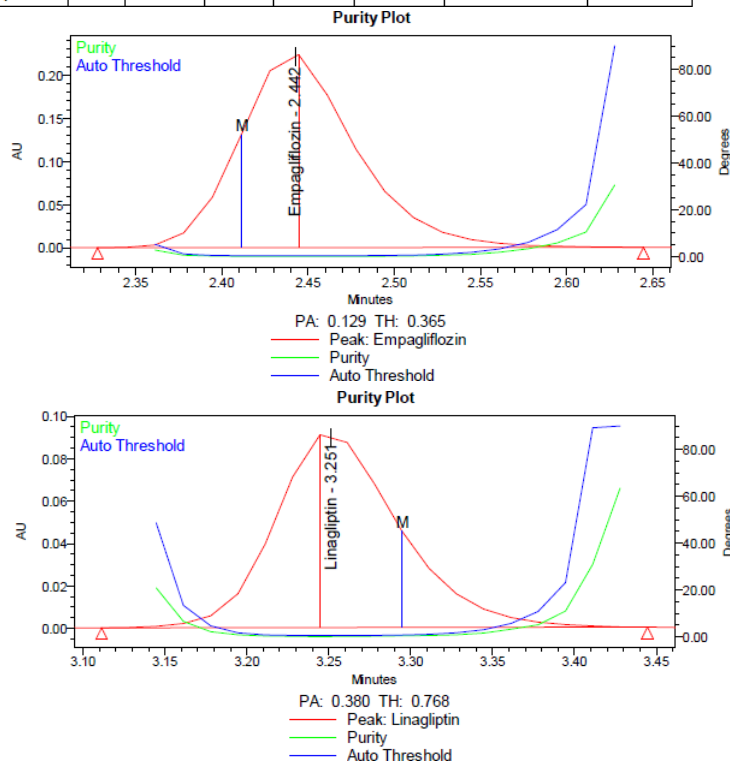 Purity Plot
Purity
Auto Threshold
0.20
0.15
0.10
0.05
0.00
AU
M
Empagliflozin - 2.442
80.00
60.00
40.00
20.00
0.00
Degrees
2.35 2.40 2.45 2.50 2.55 2.60 2.65
Minutes
PA: 0.129 TH: 0.365
Peak: Empagliflozin
Purity
Auto Threshold
Purity Plot
Purity
Auto Threshold
0.10
0.08
0.06
0.04
0.02
0.00
AU
Linagliptin - 3.251
M
80.00
60.00
40.00
20.00
0.00
Degrees
3.10 3.15 3.20 3.25 3.30 3.35 3.40 3.45
Minutes
PA: 0.380 TH: 0.768
Peak: Linagliptin
Purity
Auto Threshold